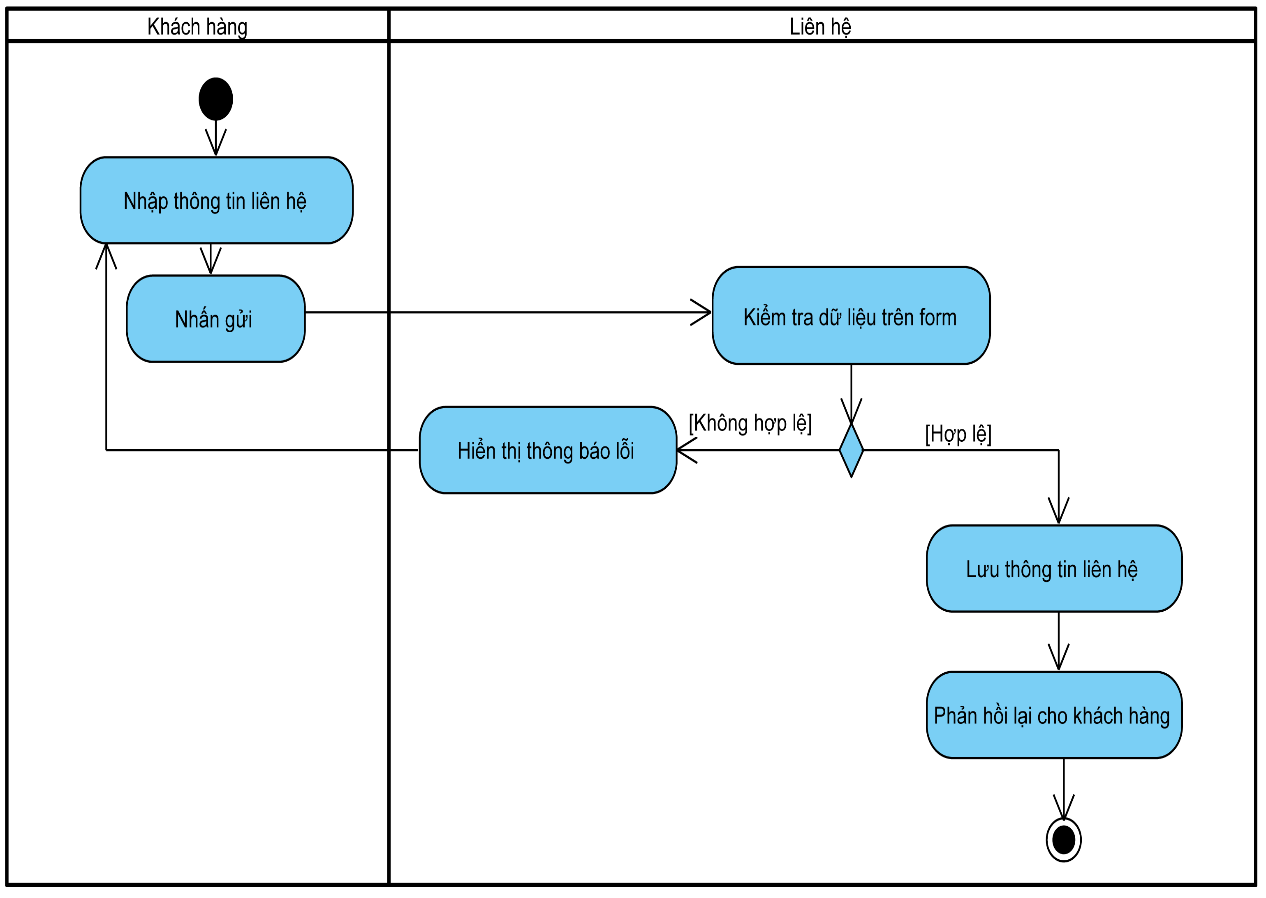 Khách hàng
Liên hệ
Nhập thông tin liên hệ
Nhấn gửi
Kiểm tra dữ liệu trên form
[Không hợp lệ]
[Hợp lệ]
Hiển thị thông báo lỗi
Lưu thông tin liên hệ
Phản hồi lại cho khách hàng